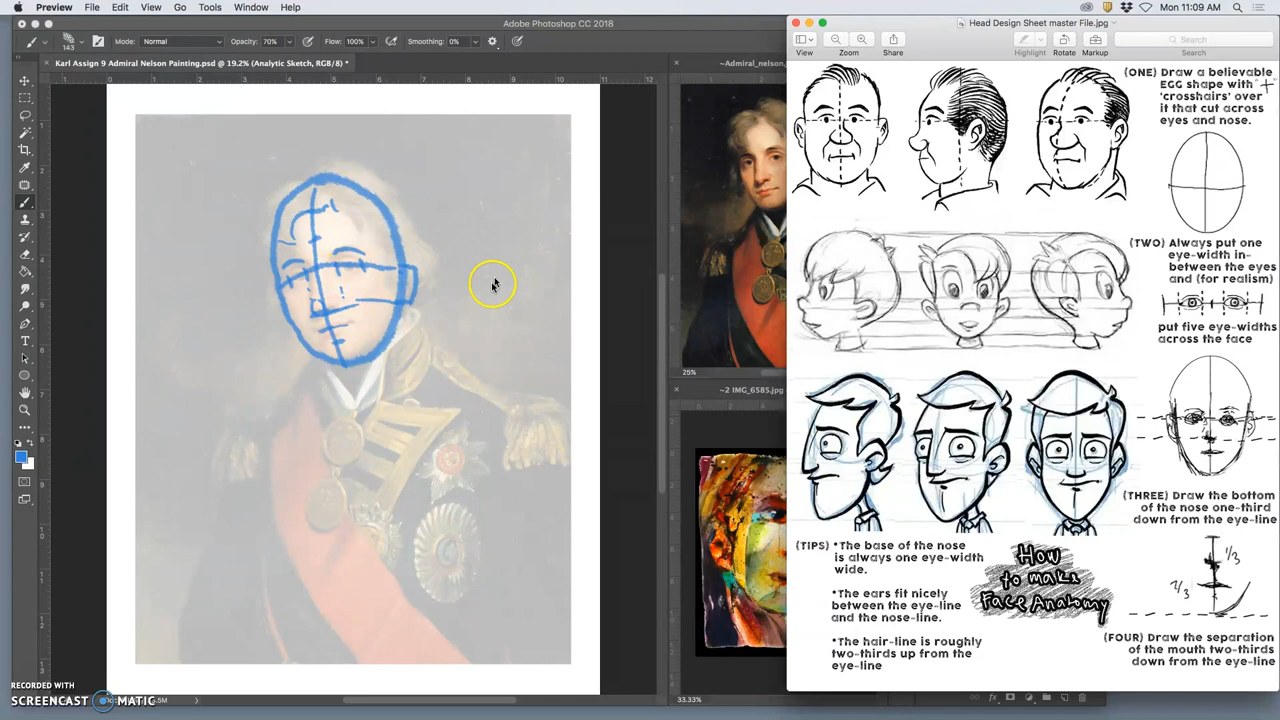 Preview File Edit View Go Tools Window Help
Mon 11:09 AM
Adobe Photoshop CC 2018
143
Mode: Normal Opacity: 70% Flow: 100% Smoothing: 0%
Karl Assign 9 Admiral Nelson Painting.psd @ 19.2% (Analytic Sketch, RGB/8) *
~Admiral_nelson,
25%
~2 IMG_6585.jpg
33.33%
Head Design Sheet master File.jpg
View Zoom Share Highlight Rotate Markup Search
Search
(ONE) Draw a believable
EGG shape with
'crosshairs' over
it that cut across
eyes and nose.
(TWO) Always put one
eye-width in-
between the eyes
and (for realism)
put five eye-widths
across the face
(THREE) Draw the bottom
of the nose one-third
down from the eye-line
1/3
(FOUR) Draw the separation
of the mouth two-thirds
down from the eye-line
(TIPS) •The base of the nose
is always one eye-width
wide.
•The ears fit nicely
between the eye-line
and the nose-line.
•The hair-line is roughly
two-thirds up from the
eye-line
How
to make
Face Anatomy
RECORDED WITH
SCREENCAST MATIC